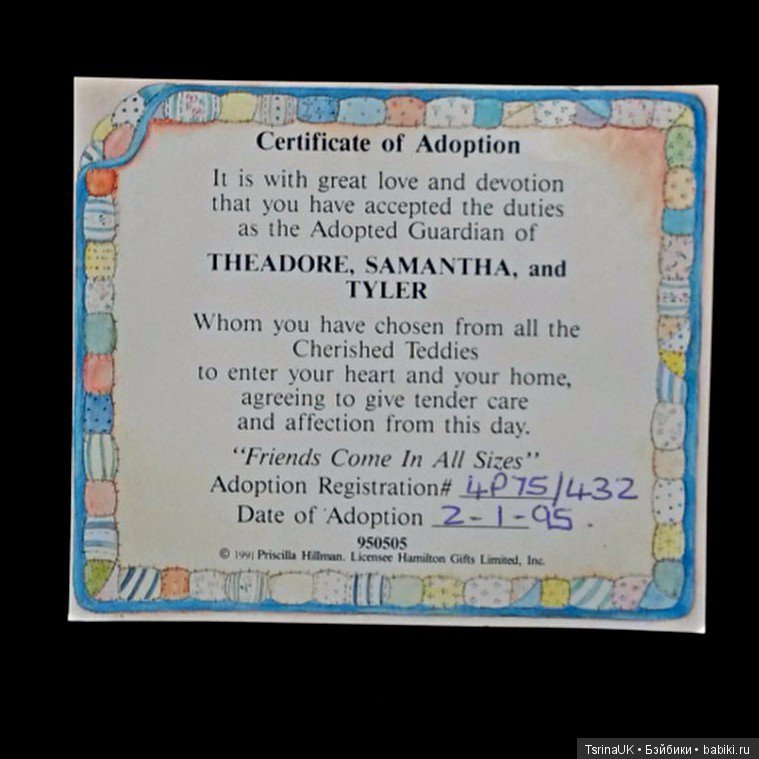 Certificate of Adoption
It is with great love and devotion
that you have accepted the duties
as the Adopted Guardian of
THEADORE, SAMANTHA, and
TYLER
Whom you have chosen from all the
Cherished Teddies
to enter your heart and your home,
agreeing to give tender care
and affection from this day.
“Friends Come In All Sizes”
Adoption Registration# 4P75/432
Date of Adoption 2-1-95.
950505
© 1991 Priscilla Hillman. Licensee Hamilton Gifts Limited, Inc.
TsrinaUK • Бэйбики • babiki.ru